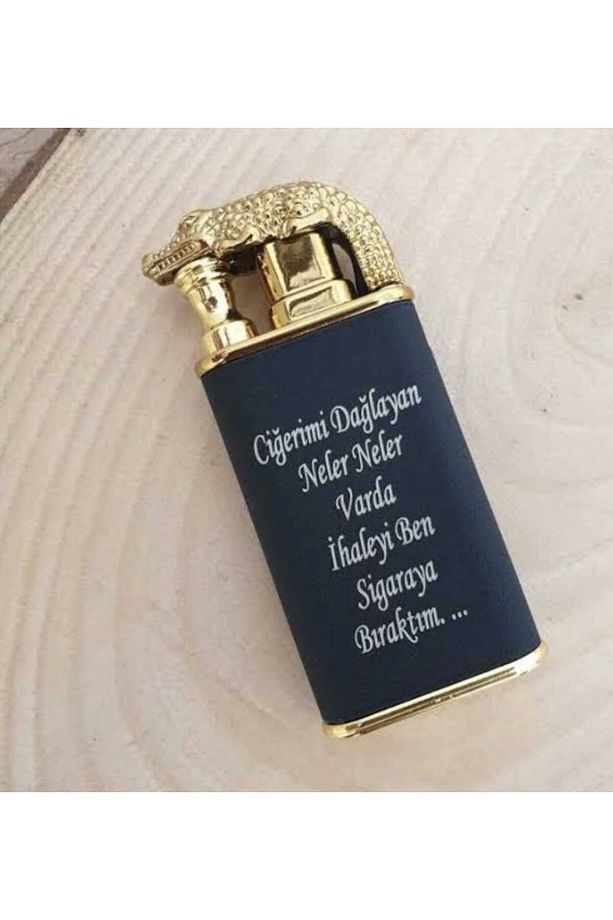 Ciğerimi Dağlayan
Neler Neler
Varda
İhaleyi Ben
Sigaraya
Bıraktım. ...